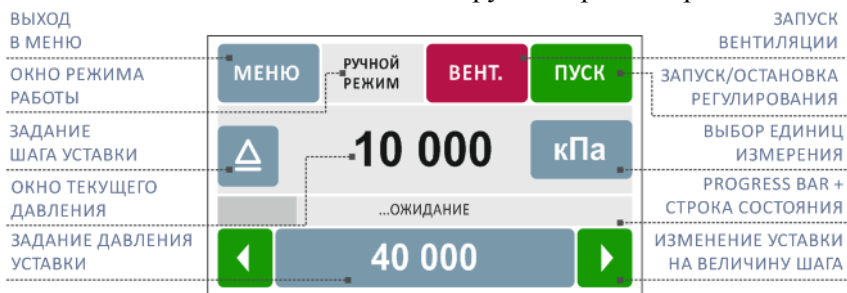 ВЫХОД
В МЕНЮ
ОКНО РЕЖИМА
РАБОТЫ
ЗАДАНИЕ
ШАГА УСТАВКИ
ОКНО ТЕКУЩЕГО
ДАВЛЕНИЯ
ЗАДАНИЕ ДАВЛЕНИЯ
УСТАВКИ
МЕНЮ
РУЧНОЙ
РЕЖИМ
ВЕНТ.
ПУСК
10 000
кПа
...ОЖИДАНИЕ
40 000
ЗАПУСК
ВЕНТИЛЯЦИИ
ЗАПУСК/ОСТАНОВКА
РЕГУЛИРОВАНИЯ
ВЫБОР ЕДИНИЦ
ИЗМЕРЕНИЯ
PROGRESS BAR +
СТРОКА СОСТОЯНИЯ
ИЗМЕНЕНИЕ УСТАВКИ
НА ВЕЛИЧИНУ ШАГА